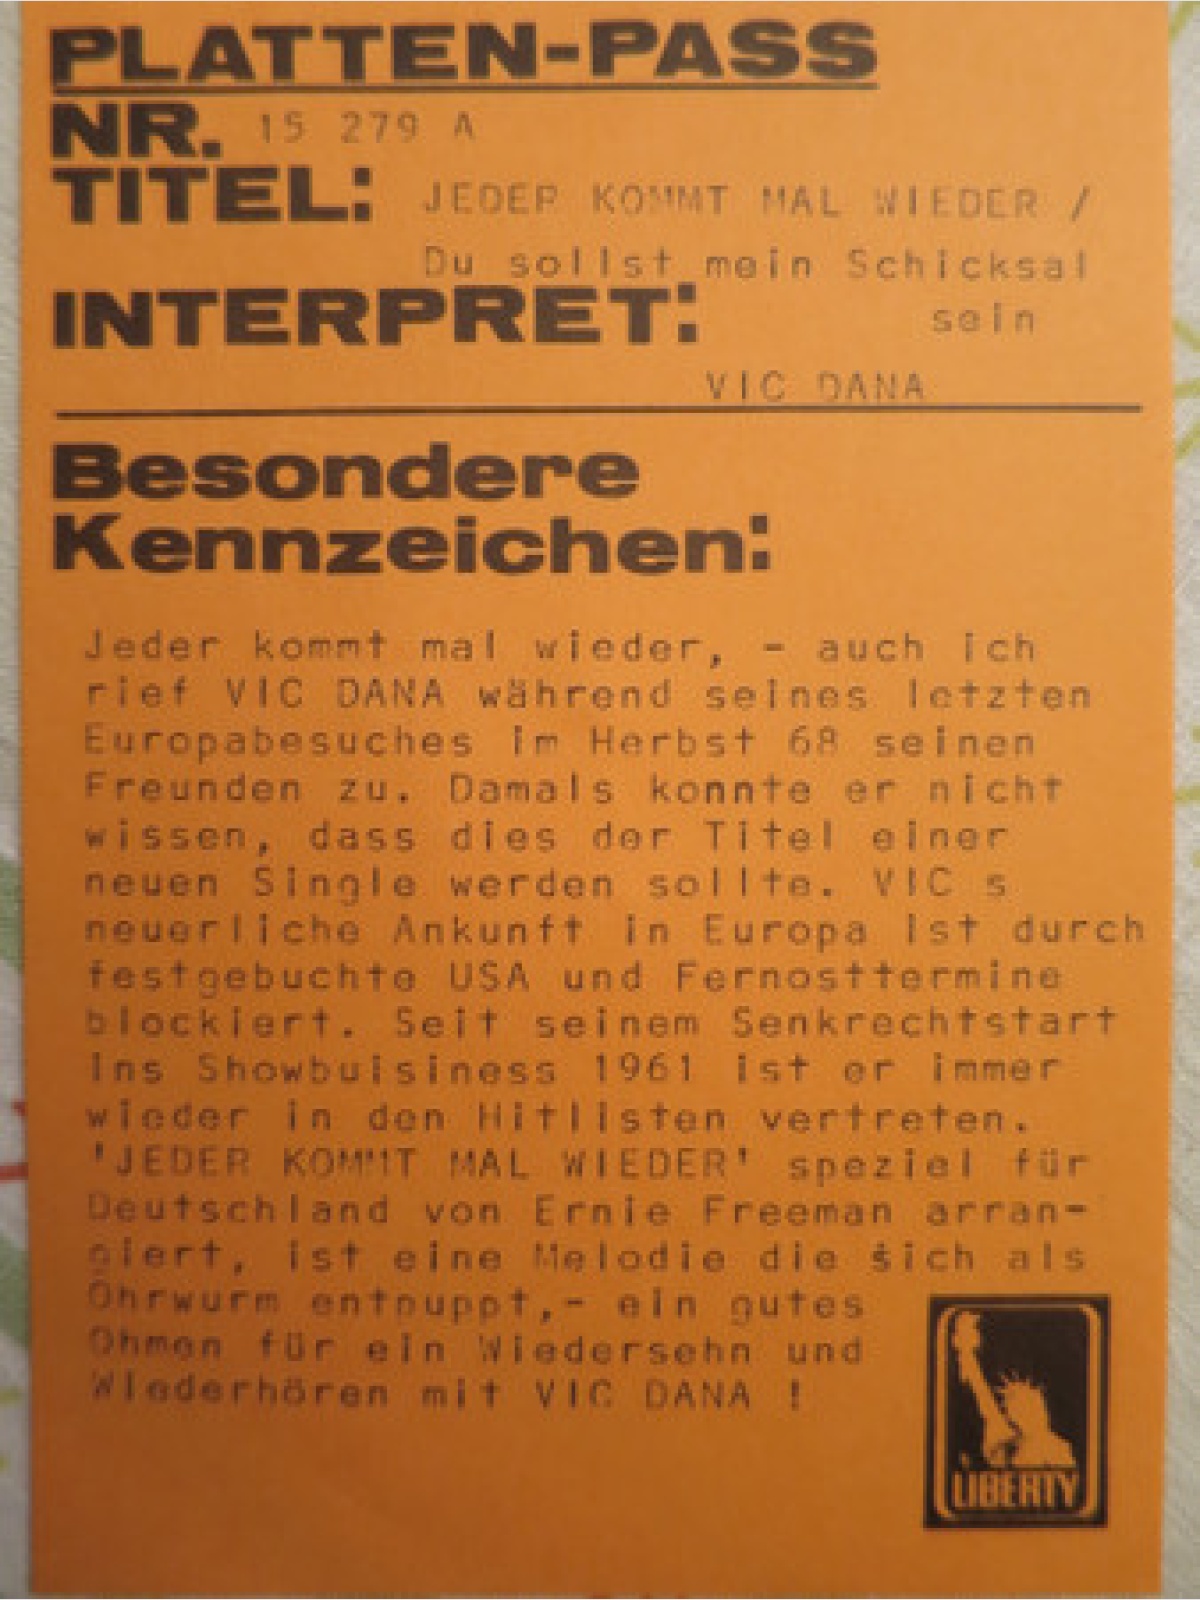 PLATTEN-PASS
NR. 15 279 A
TITEL: JEDER KOMMT MAL WIEDER /
Du sollst mein Schicksal
INTERPRET: sein
VIC DANA
Besondere
Kennzeichen:
Jeder kommt mal wieder, - auch ich
rief VIC DANA während seines letzten
Europabesuches im Herbst 68 seinen
Freunden zu. Damals konnte er nicht
wissen, dass dies der Titel einer
neuen Single werden sollte. VIC s
neuerliche Ankunft in Europa ist durch
festgebuchte USA und Fernosttermine
blockiert. Seit seinem Senkrechtstart
ins Showbuisiness 1961 ist er immer
wieder in den Hitlisten vertreten.
'JEDER KOMMT MAL WIEDER' speziel für
Deutschland von Ernie Freeman arran-
giert, ist eine Melodie die sich als
Ohrwurm entpuppt,- ein gutes
Ohmen für ein Wiedersehn und
Wiederhören mit VIC DANA !
LIBERTY